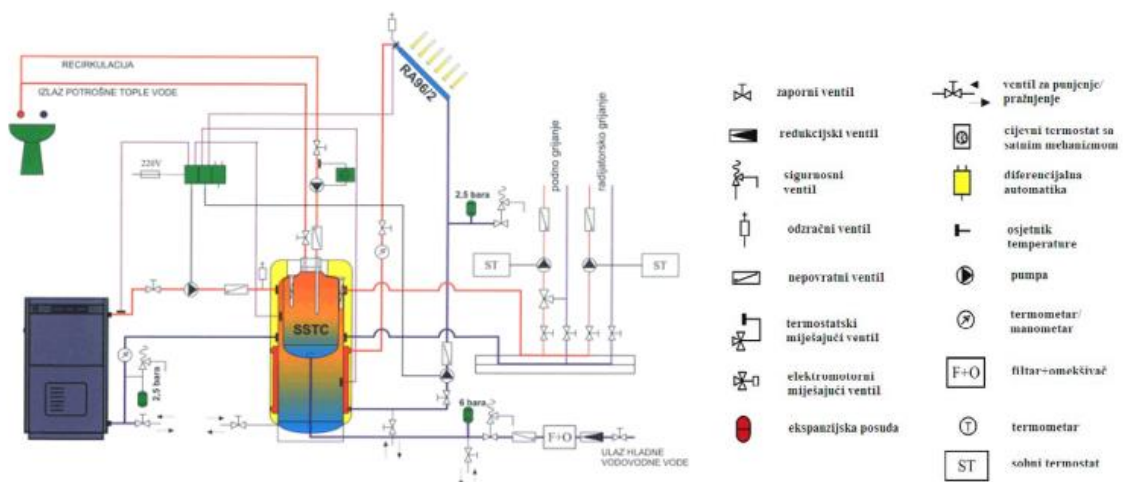 RECIRKULACIJA
IZLAZ POTROŠNE TOPLE VODE
RA96/2
220V
2,5 bara
podno grijanje
radijatorsko grijanje
ST
ST
SSTC
2,5 bara
6 bara
F+O
ULAZ HLADNE
VODOVODNE VODE
zaporni ventil
redukcijski ventil
sigurnosni
ventil
odzračni ventil
nepovratni ventil
termostatski
miješajući ventil
elektromotorni
miješajući ventil
ekspanzijska posuda
ventil za punjenje/
pražnjenje
cijevni termostat sa
satnim mehanizmom
diferencijalna
automatika
osjetnik
temperature
pumpa
termometar/
manometar
F+O
filtar+omekšivač
T
termometar
ST
sobni termostat